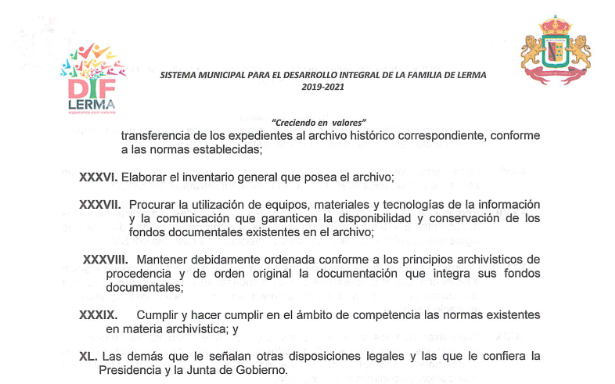 DIF
LERMA
SISTEMA MUNICIPAL PARA EL DESARROLLO INTEGRAL DE LA FAMILIA DE LERMA
2019-2021
"Creciendo en valores"
transferencia de los expedientes al archivo histórico correspondiente, conforme
a las normas establecidas;
XXXVI. Elaborar el inventario general que posea el archivo;
XXXVII. Procurar la utilización de equipos, materiales y tecnologías de la información
y la comunicación que garanticen la disponibilidad y conservación de los
fondos documentales existentes en el archivo;
XXXVIII. Mantener debidamente ordenada conforme a los principios archivísticos de
procedencia y de orden original la documentación que integra sus fondos
documentales;
XXXIX. Cumplir y hacer cumplir en el ámbito de competencia las normas existentes
en materia archivística; y
XL. Las demás que le señalan otras disposiciones legales y las que le confiera la
Presidencia y la Junta de Gobierno.